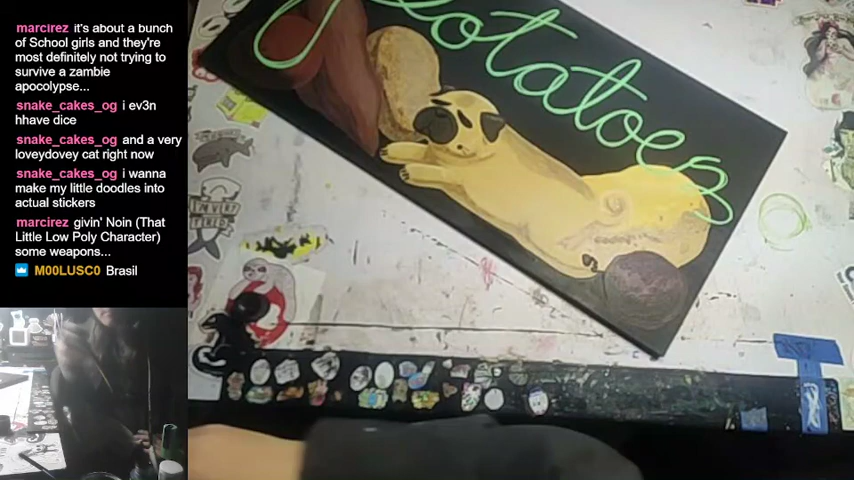 marcirez it's about a bunch
of School girls and they're
most definitely not trying to
survive a zambie
apocolypse...
snake_cakes_og i ev3n
hhave dice
snake_cakes_og and a very
loveydovey cat right now
snake_cakes_og i wanna
make my little doodles into
actual stickers
marcirez givin' Noin (That
Little Low Poly Character)
some weapons...
M00LUSC0 Brasil
Potatoez